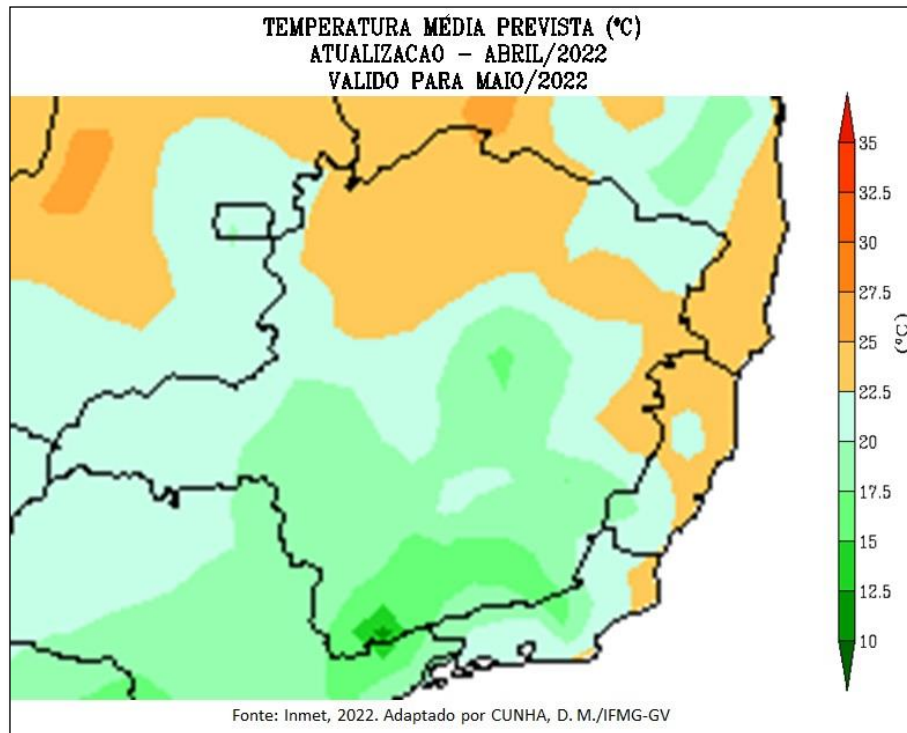 TEMPERATURA MÉDIA PREVISTA (°C)
ATUALIZACAO – ABRIL/2022
VALIDO PARA MAIO/2022
35
32.5
30
27.5
25
22.5
20
17.5
15
12.5
10
(°C)
Fonte: Inmet, 2022. Adaptado por CUNHA, D. M./IFMG-GV